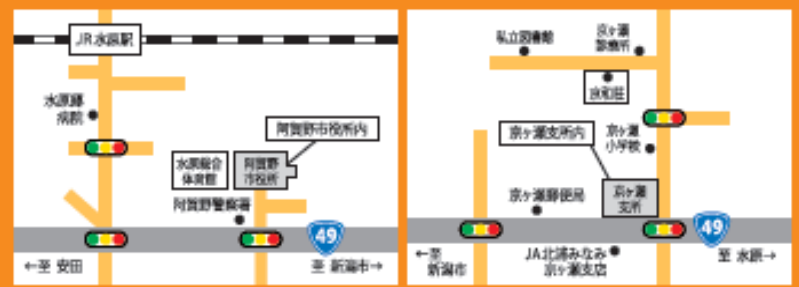 JR水原駅
水原郷
病院
阿賀野市役所内
水原総合
体育館
阿賀野
市役所
阿賀野警察署
49
←至 安田
至 新潟市→
私立図書館
京ヶ瀬
診療所
京和荘
京ヶ瀬支所内
京ヶ瀬
小学校
京ヶ瀬郵便局
京ヶ瀬
支所
49
←至
新潟市
JA北浦みなみ
京ヶ瀬支店
至 水原→